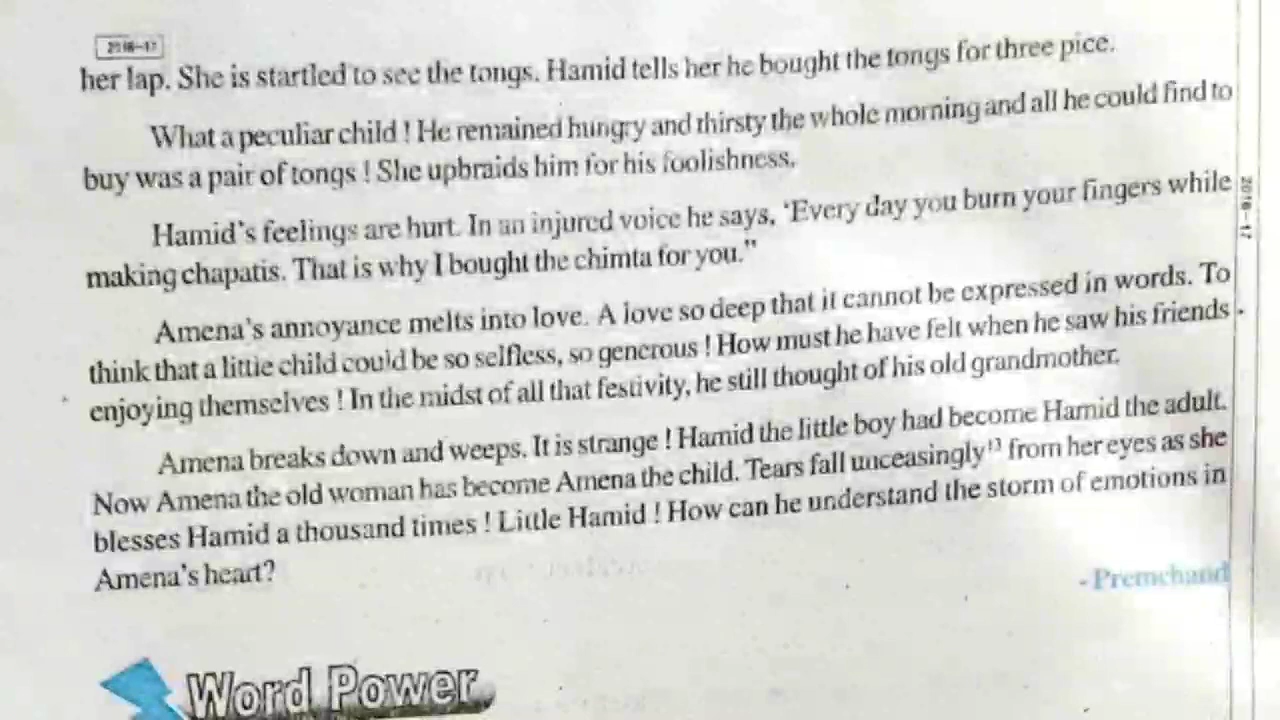 2016-17
her lap. She is startled to see the tongs. Hamid tells her he bought the tongs for three pice.
What a peculiar child ! He remained hungry and thirsty the whole morning and all he could find to
buy was a pair of tongs ! She upbraids him for his foolishness.
Hamid's feelings are hurt. In an injured voice he says, 'Every day you burn your fingers while
making chapatis. That is why I bought the chimta for you."
Amena's annoyance melts into love. A love so deep that it cannot be expressed in words. To
think that a little child could be so selfless, so generous ! How must he have felt when he saw his friends
enjoying themselves ! In the midst of all that festivity, he still thought of his old grandmother.
Amena breaks down and weeps. It is strange ! Hamid the little boy had become Hamid the adult.
Now Amena the old woman has become Amena the child. Tears fall unceasingly¹³ from her eyes as she
blesses Hamid a thousand times ! Little Hamid ! How can he understand the storm of emotions in
Amena's heart?
- Premchand
Word Power
2016-17